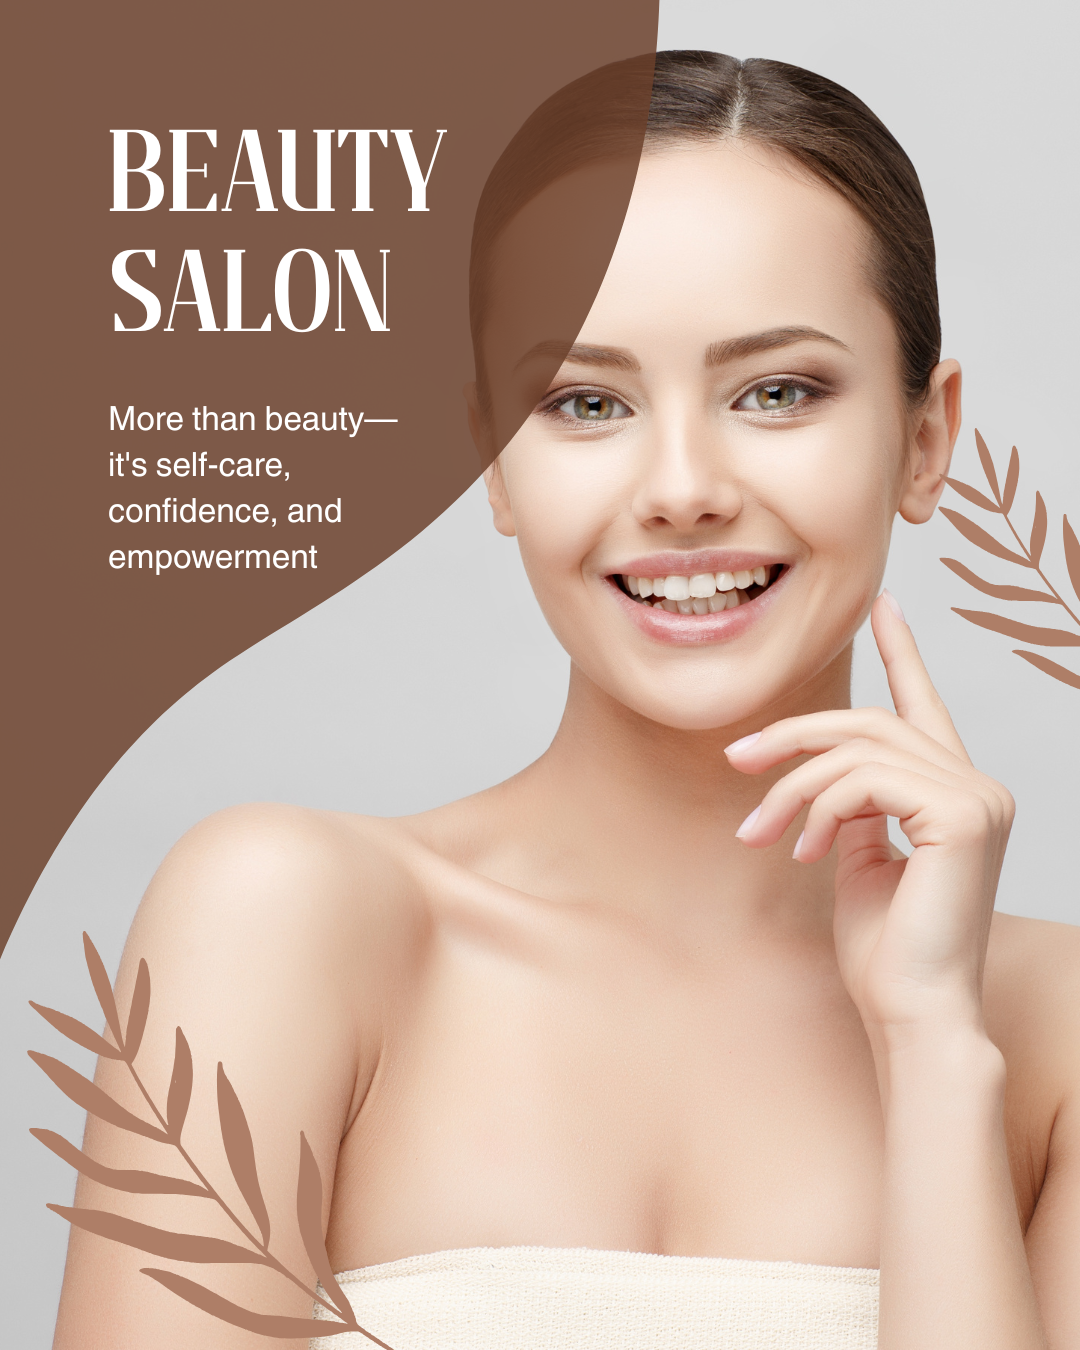 BEAUTY
SALON
More than beauty—
it's self-care,
confidence, and
empowerment